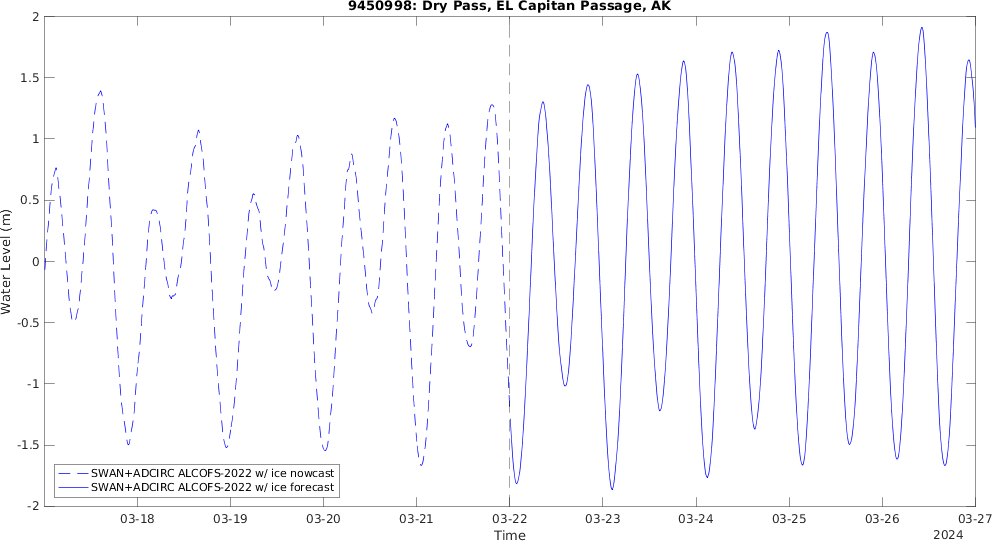 9450998: Dry Pass, EL Capitan Passage, AK
2
1.5
1
0.5
0
-0.5
-1
-1.5
-2
Water Level (m)
SWAN+ADCIRC ALCOFS-2022 w/ ice nowcast
SWAN+ADCIRC ALCOFS-2022 w/ ice forecast
03-18 03-19 03-20 03-21 03-22 03-23 03-24 03-25 03-26 03-27
Time
2024